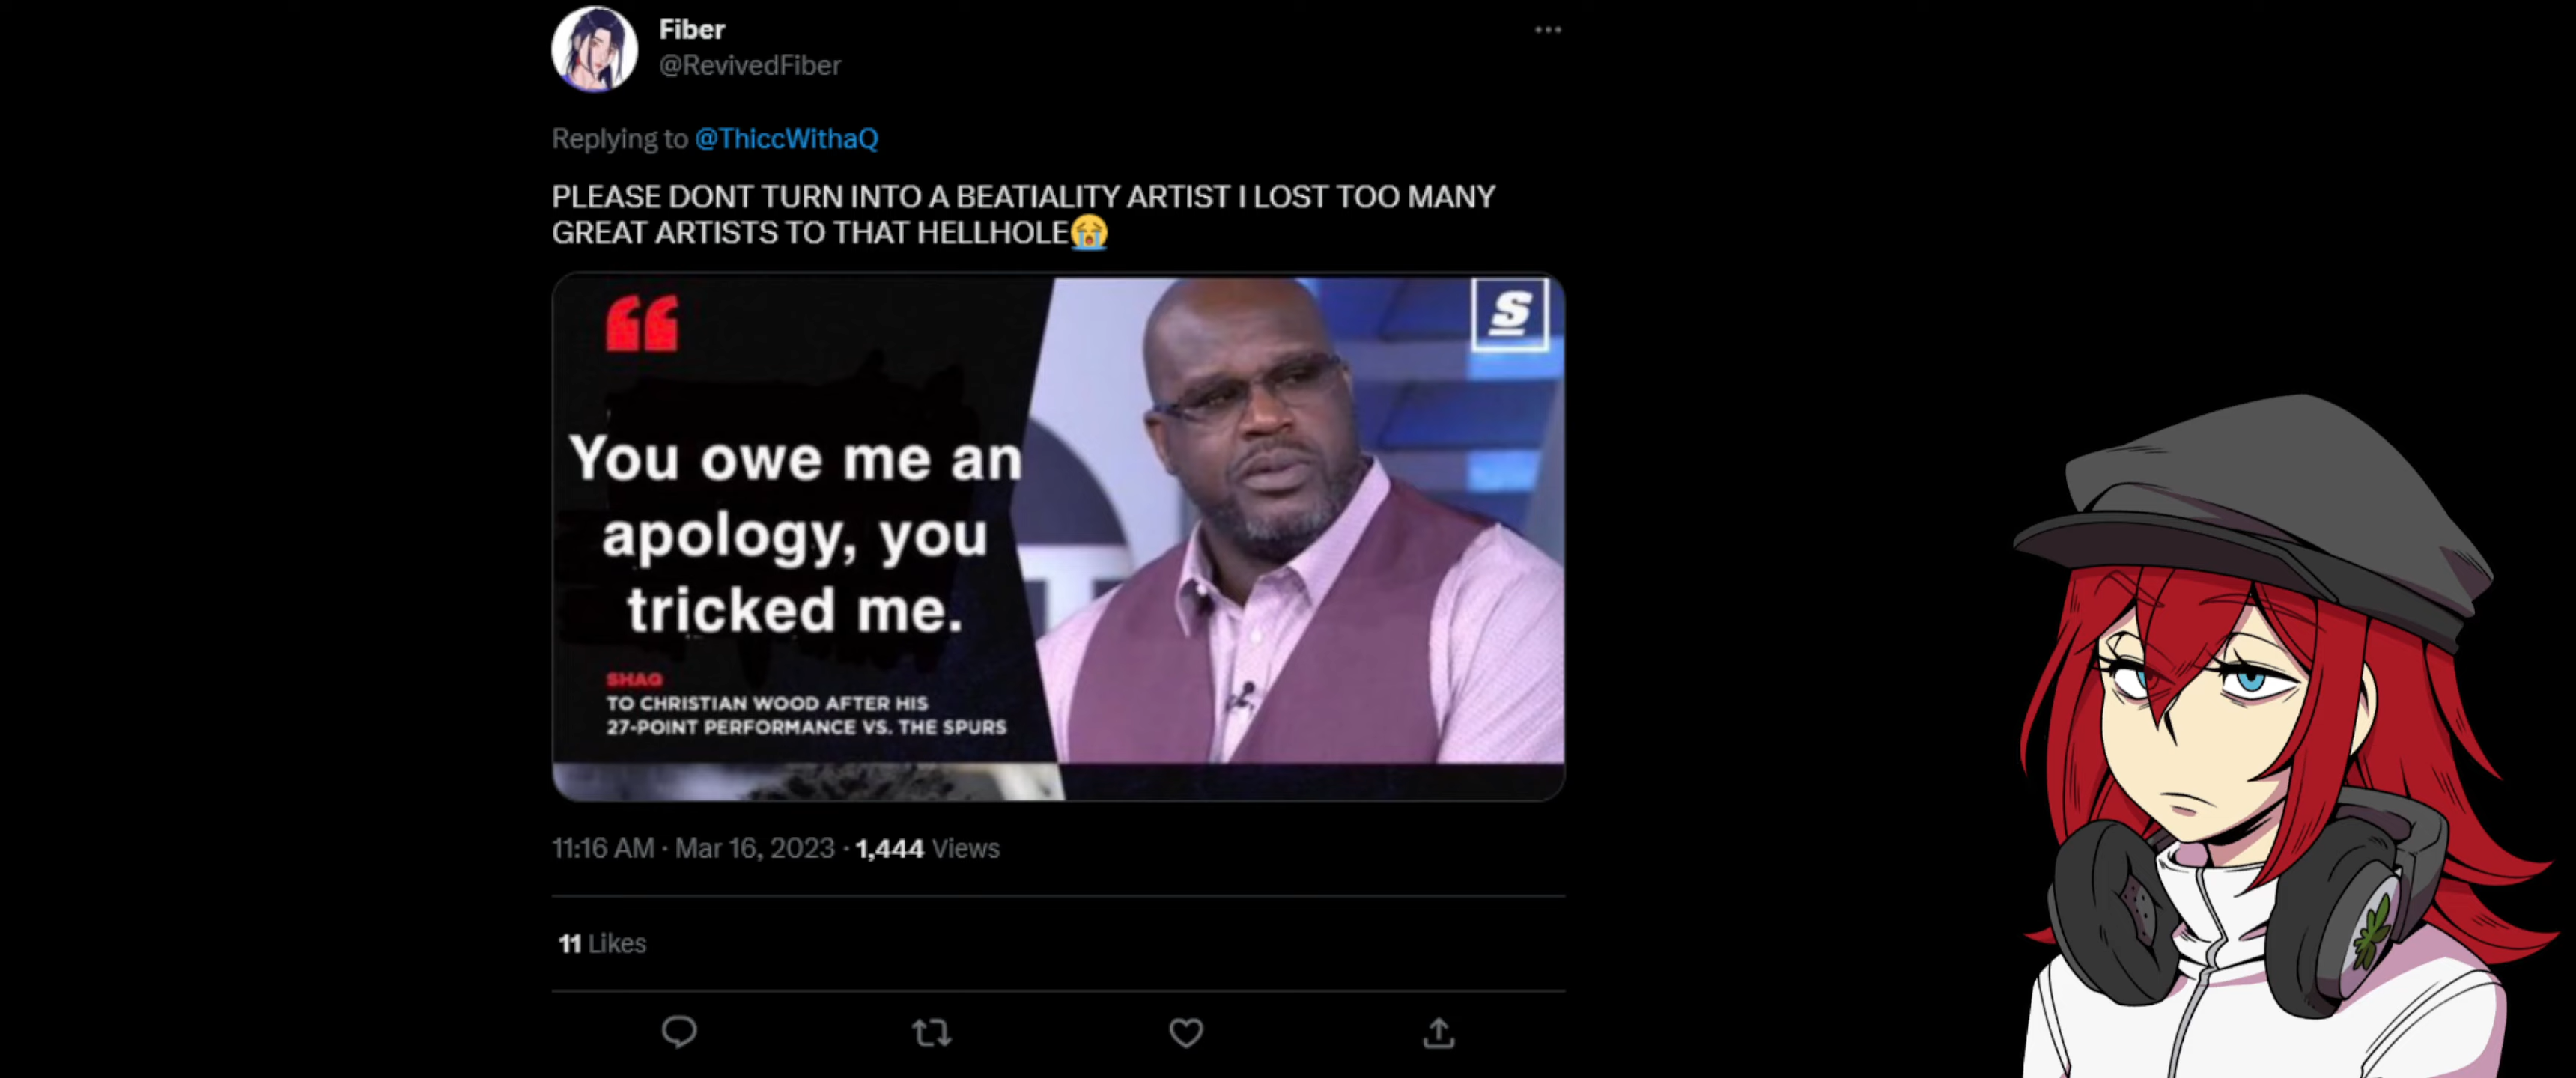 Fiber
@RevivedFiber
Replying to @ThiccWithaQ
PLEASE DONT TURN INTO A BEATIALITY ARTIST I LOST TOO MANY
GREAT ARTISTS TO THAT HELLHOLE😭
“
S
You owe me an
apology, you
tricked me.
SHAQ
TO CHRISTIAN WOOD AFTER HIS
27-POINT PERFORMANCE VS. THE SPURS
11:16 AM · Mar 16, 2023 · 1,444 Views
11 Likes